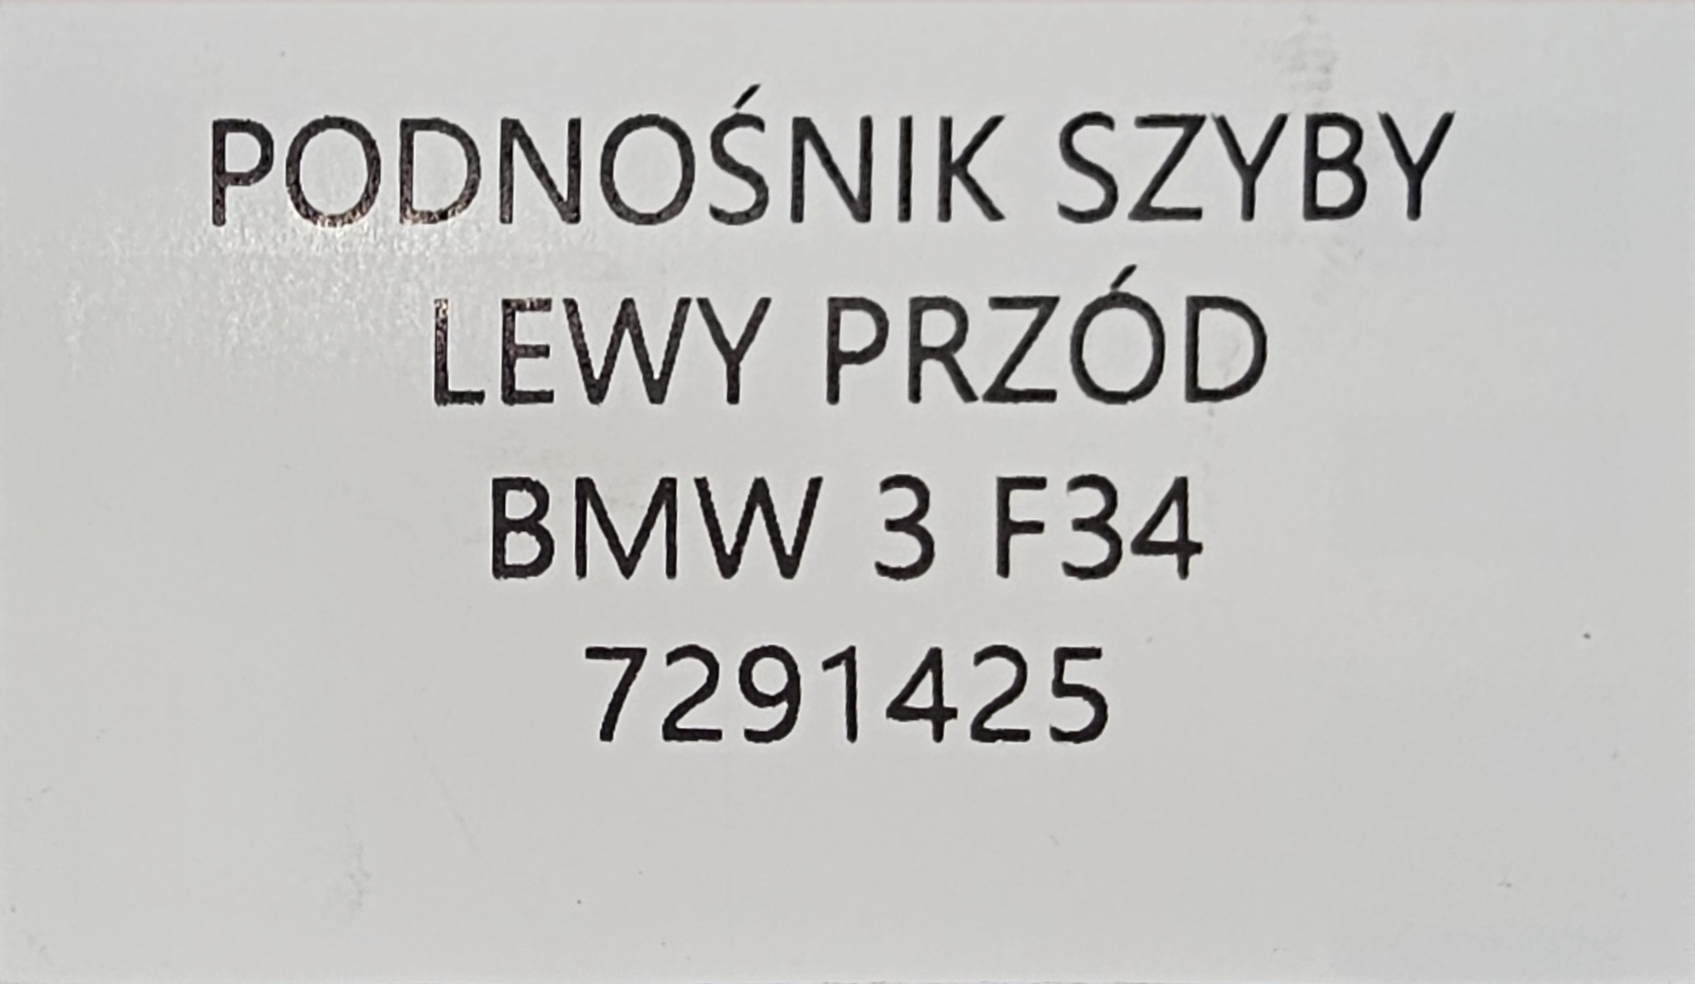 PODNOŚNIK SZYBY
LEWY PRZÓD
BMW 3 F34
7291425